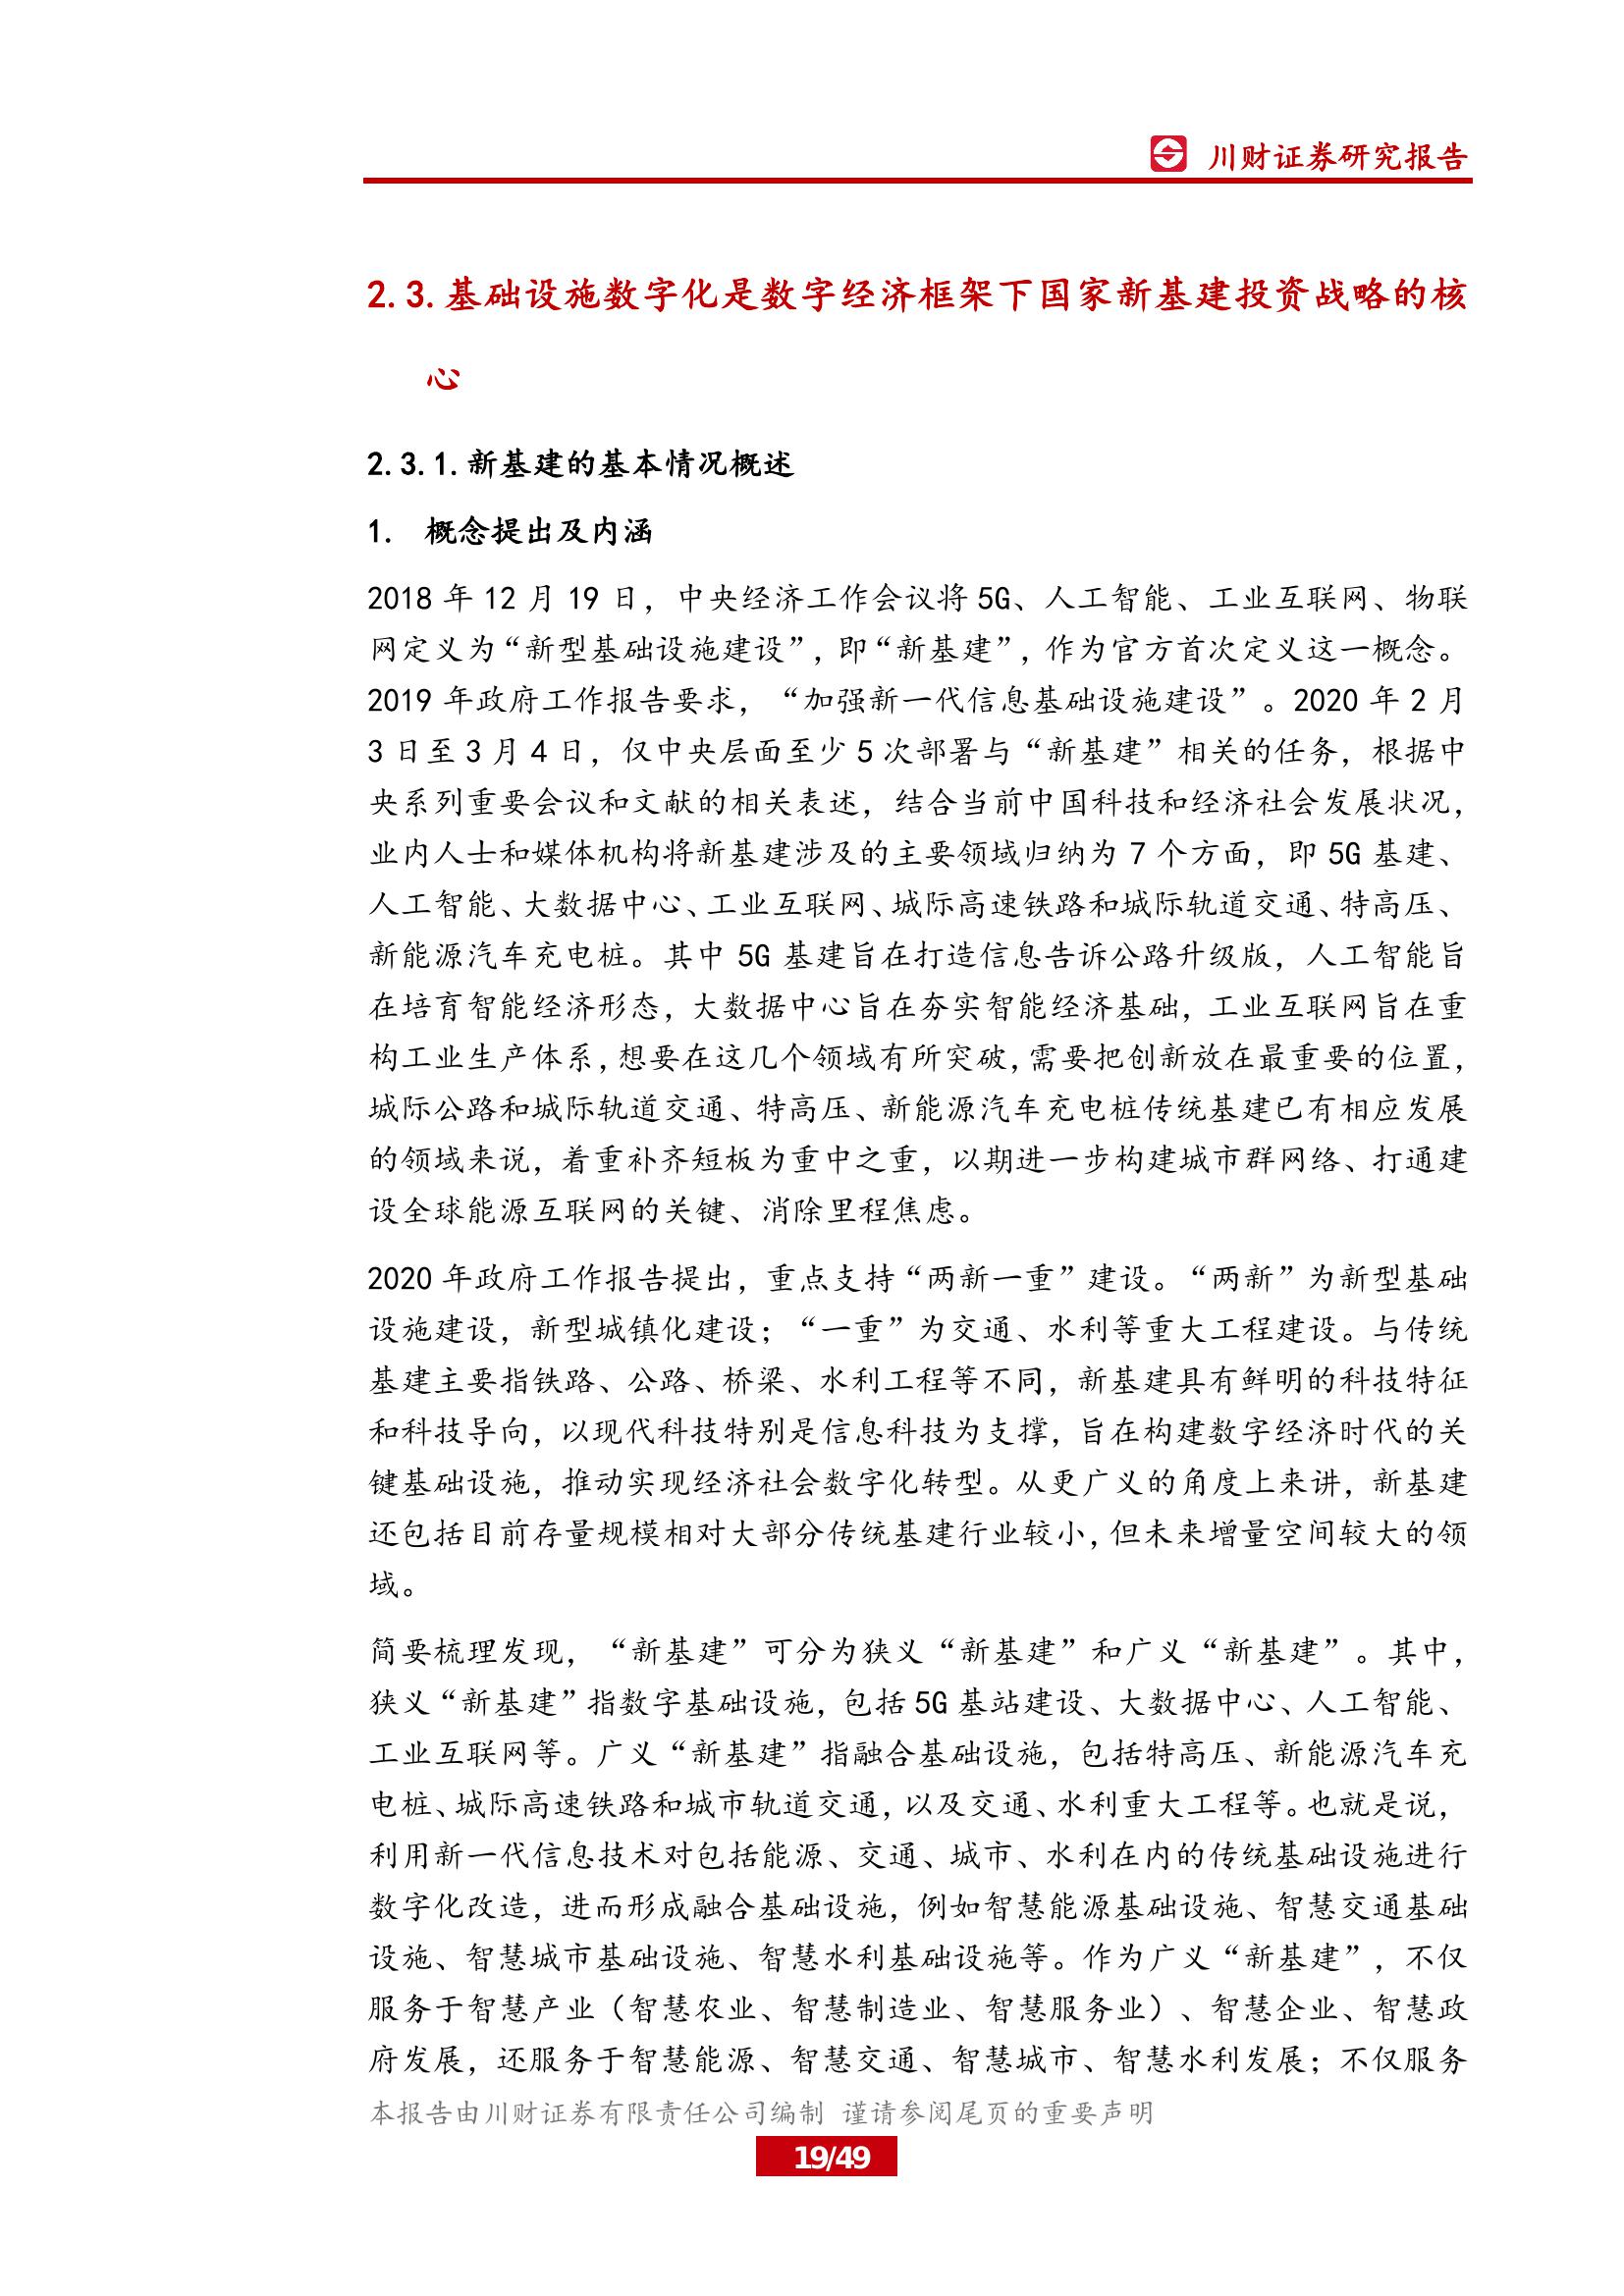 川财证券研究报告
2.3.基础设施数字化是数字经济框架下国家新基建投资战略的核
心
2.3.1.新基建的基本情况概述
1. 概念提出及内涵
2018 年 12 月 19 日，中央经济工作会议将 5G、人工智能、工业互联网、物联
网定义为“新型基础设施建设”，即“新基建”，作为官方首次定义这一概念。
2019 年政府工作报告要求，“加强新一代信息基础设施建设”。2020 年 2 月
3 日至 3 月 4 日，仅中央层面至少 5 次部署与“新基建”相关的任务，根据中
央系列重要会议和文献的相关表述，结合当前中国科技和经济社会发展状况，
业内人士和媒体机构将新基建涉及的主要领域归纳为 7 个方面，即 5G 基建、
人工智能、大数据中心、工业互联网、城际高速铁路和城际轨道交通、特高压、
新能源汽车充电桩。其中 5G 基建旨在打造信息告诉公路升级版，人工智能旨
在培育智能经济形态，大数据中心旨在夯实智能经济基础，工业互联网旨在重
构工业生产体系，想要在这几个领域有所突破，需要把创新放在最重要的位置，
城际公路和城际轨道交通、特高压、新能源汽车充电桩传统基建已有相应发展
的领域来说，着重补齐短板为重中之重，以期进一步构建城市群网络、打通建
设全球能源互联网的关键、消除里程焦虑。
2020 年政府工作报告提出，重点支持“两新一重”建设。“两新”为新型基础
设施建设，新型城镇化建设；“一重”为交通、水利等重大工程建设。与传统
基建主要指铁路、公路、桥梁、水利工程等不同，新基建具有鲜明的科技特征
和科技导向，以现代科技特别是信息科技为支撑，旨在构建数字经济时代的关
键基础设施，推动实现经济社会数字化转型。从更广义的角度上来讲，新基建
还包括目前存量规模相对大部分传统基建行业较小，但未来增量空间较大的领
域。
简要梳理发现，“新基建”可分为狭义“新基建”和广义“新基建”。其中，
狭义“新基建”指数字基础设施，包括 5G 基站建设、大数据中心、人工智能、
工业互联网等。广义“新基建”指融合基础设施，包括特高压、新能源汽车充
电桩、城际高速铁路和城市轨道交通，以及交通、水利重大工程等。也就是说，
利用新一代信息技术对包括能源、交通、城市、水利在内的传统基础设施进行
数字化改造，进而形成融合基础设施，例如智慧能源基础设施、智慧交通基础
设施、智慧城市基础设施、智慧水利基础设施等。作为广义“新基建”，不仅
服务于智慧产业（智慧农业、智慧制造业、智慧服务业）、智慧企业、智慧政
府发展，还服务于智慧能源、智慧交通、智慧城市、智慧水利发展；不仅服务
本报告由川财证券有限责任公司编制 谨请参阅尾页的重要声明
19/49